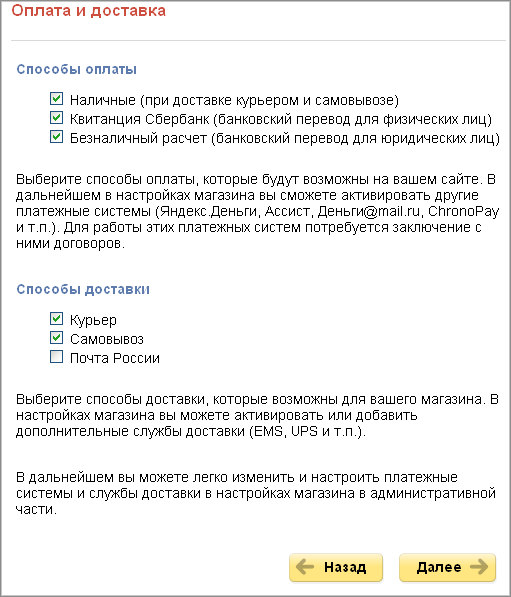 Оплата и доставка
Способы оплаты
Наличные (при доставке курьером и самовывозе)
Квитанция Сбербанк (банковский перевод для физических лиц)
Безналичный расчет (банковский перевод для юридических лиц)
Выберите способы оплаты, которые будут возможны на вашем сайте. В
дальнейшем в настройках магазина вы сможете активировать другие
платежные системы (Яндекс.Деньги, Ассист, Деньги@mail.ru, ChronoPay
и т.п.). Для работы этих платежных систем потребуется заключение с
ними договоров.
Способы доставки
Курьер
Самовывоз
Почта России
Выберите способы доставки, которые возможны для вашего магазина. В
настройках магазина вы можете активировать или добавить
дополнительные службы доставки (EMS, UPS и т.п.).
В дальнейшем вы можете легко изменить и настроить платежные
системы и службы доставки в настройках магазина в административной
части.
Назад Далее